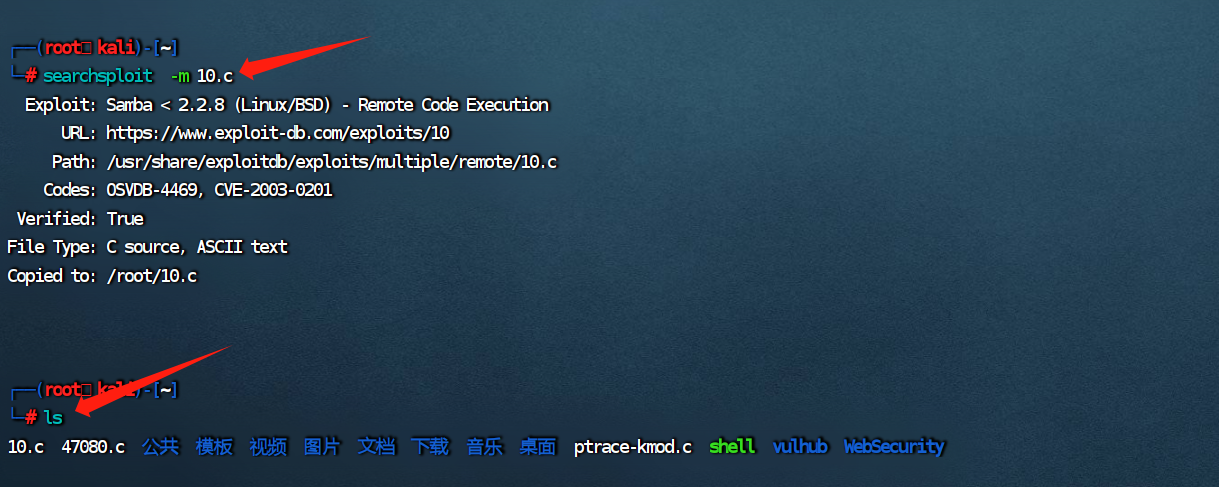 ┌──(root㉿kali)-[~]
└─# searchsploit -m 10.c
Exploit: Samba < 2.2.8 (Linux/BSD) - Remote Code Execution
URL: https://www.exploit-db.com/exploits/10
Path: /usr/share/exploitdb/exploits/multiple/remote/10.c
Codes: OSVDB-4469, CVE-2003-0201
Verified: True
File Type: C source, ASCII text
Copied to: /root/10.c
┌──(root□kali)-[~]
└─# ls
10.c 47080.c 公共 模板 视频 图片 文档 下载 音乐 桌面 ptrace-kmod.c shell vulhub WebSecurity